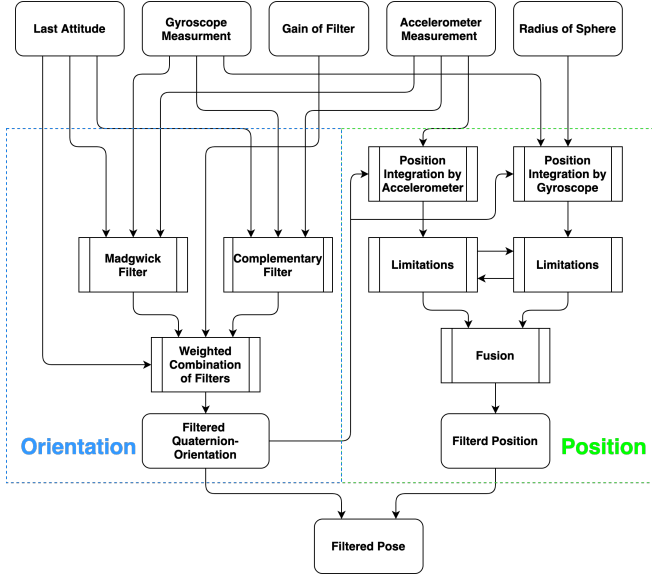 Last Attitude
Gyroscope
Measurment
Gain of Filter
Accelerometer
Measurement
Radius of Sphere
Position
Integration by
Accelerometer
Position
Integration by
Gyroscope
Madgwick
Filter
Complementary
Filter
Limitations
Limitations
Weighted
Combination
of Filters
Fusion
Orientation
Filtered
Quaternion-
Orientation
Filterd Position
Position
Filtered Pose